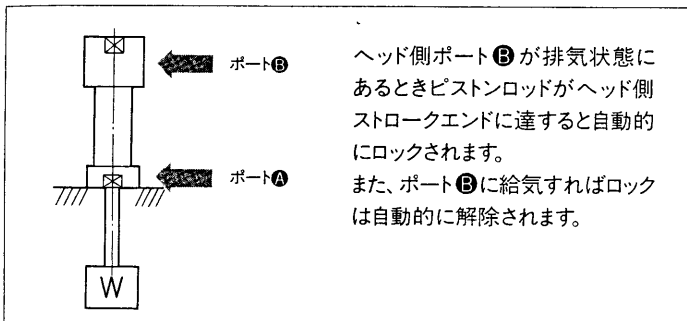 ポートⒷ
ポートⒶ
W
ヘッド側ポートⒷが排気状態に
あるときピストンロッドがヘッド側
ストロークエンドに達すると自動的
にロックされます。
また、ポートⒷに給気すればロック
は自動的に解除されます。